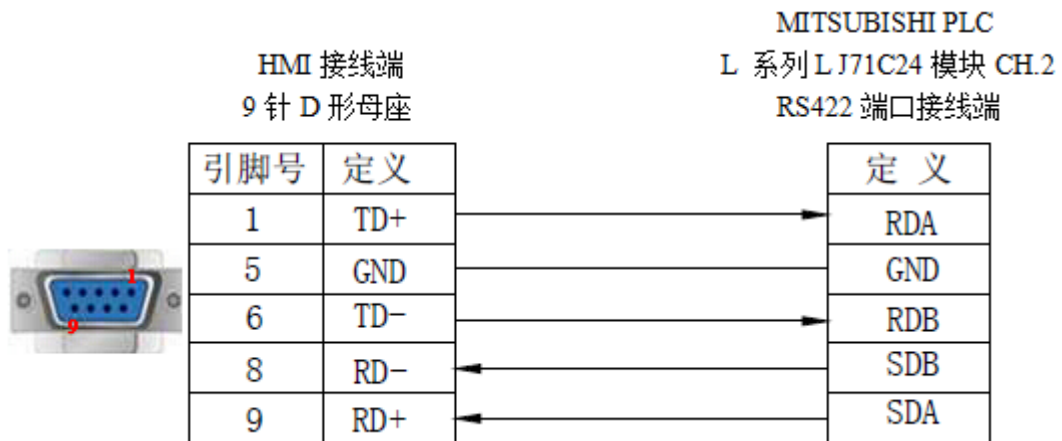 MITSUBISHI PLC
HMI 接线端
L 系列 L J71C24 模块 CH.2
9 针 D 形母座
RS422 端口接线端
引脚号 定义 定 义
1 TD+ RDA
5 GND GND
6 TD- RDB
8 RD- SDB
9 RD+ SDA
1
9